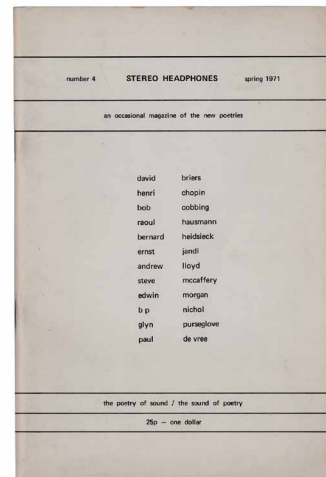 number 4 STEREO HEADPHONES spring 1971
an occasional magazine of the new poetries
david briers
henri chopin
bob cobbing
raoul hausmann
bernard heidsieck
ernst jandl
andrew lloyd
steve mccaffery
edwin morgan
b p nichol
glyn purseglove
paul de vree
the poetry of sound / the sound of poetry
25p – one dollar